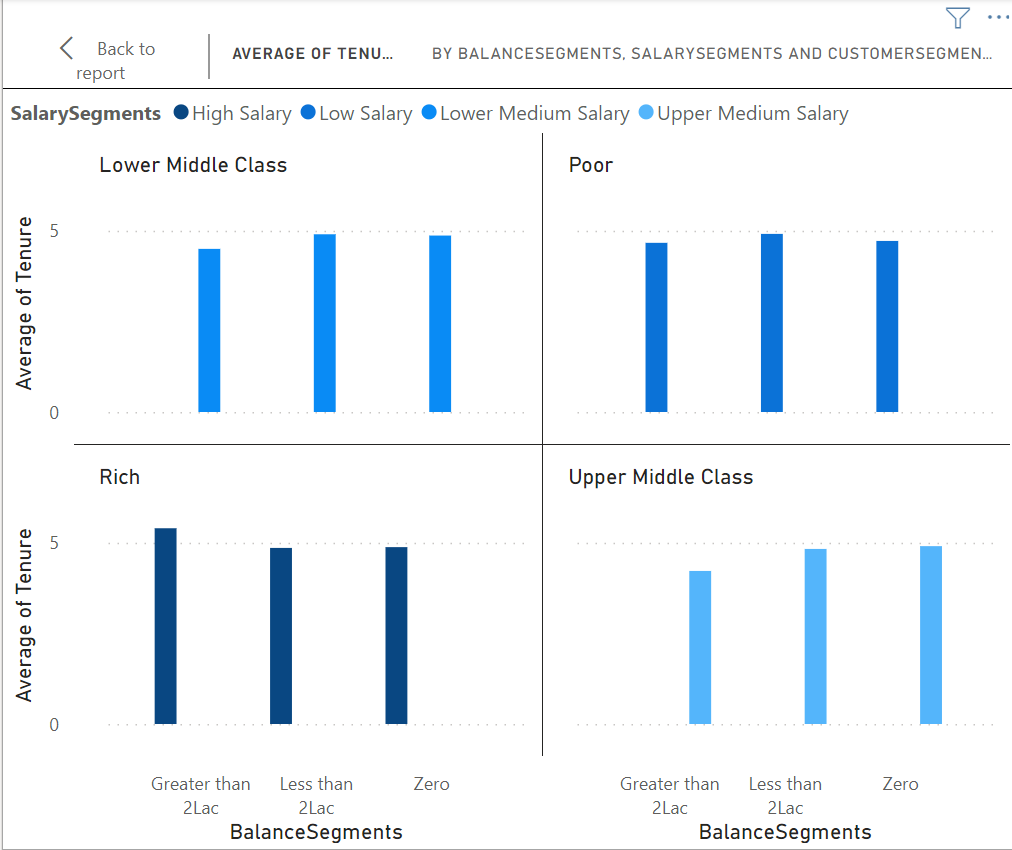 Back to
report
AVERAGE OF TENU...
BY BALANCESEGMENTS, SALARYSEGMENTS AND CUSTOMERSEGMEN...
SalarySegments High Salary Low Salary Lower Medium Salary Upper Medium Salary
Lower Middle Class
Poor
Average of Tenure
5
0
Rich
Upper Middle Class
Average of Tenure
5
0
Greater than
2Lac
Less than
2Lac
Zero
Greater than
2Lac
Less than
2Lac
Zero
BalanceSegments
BalanceSegments